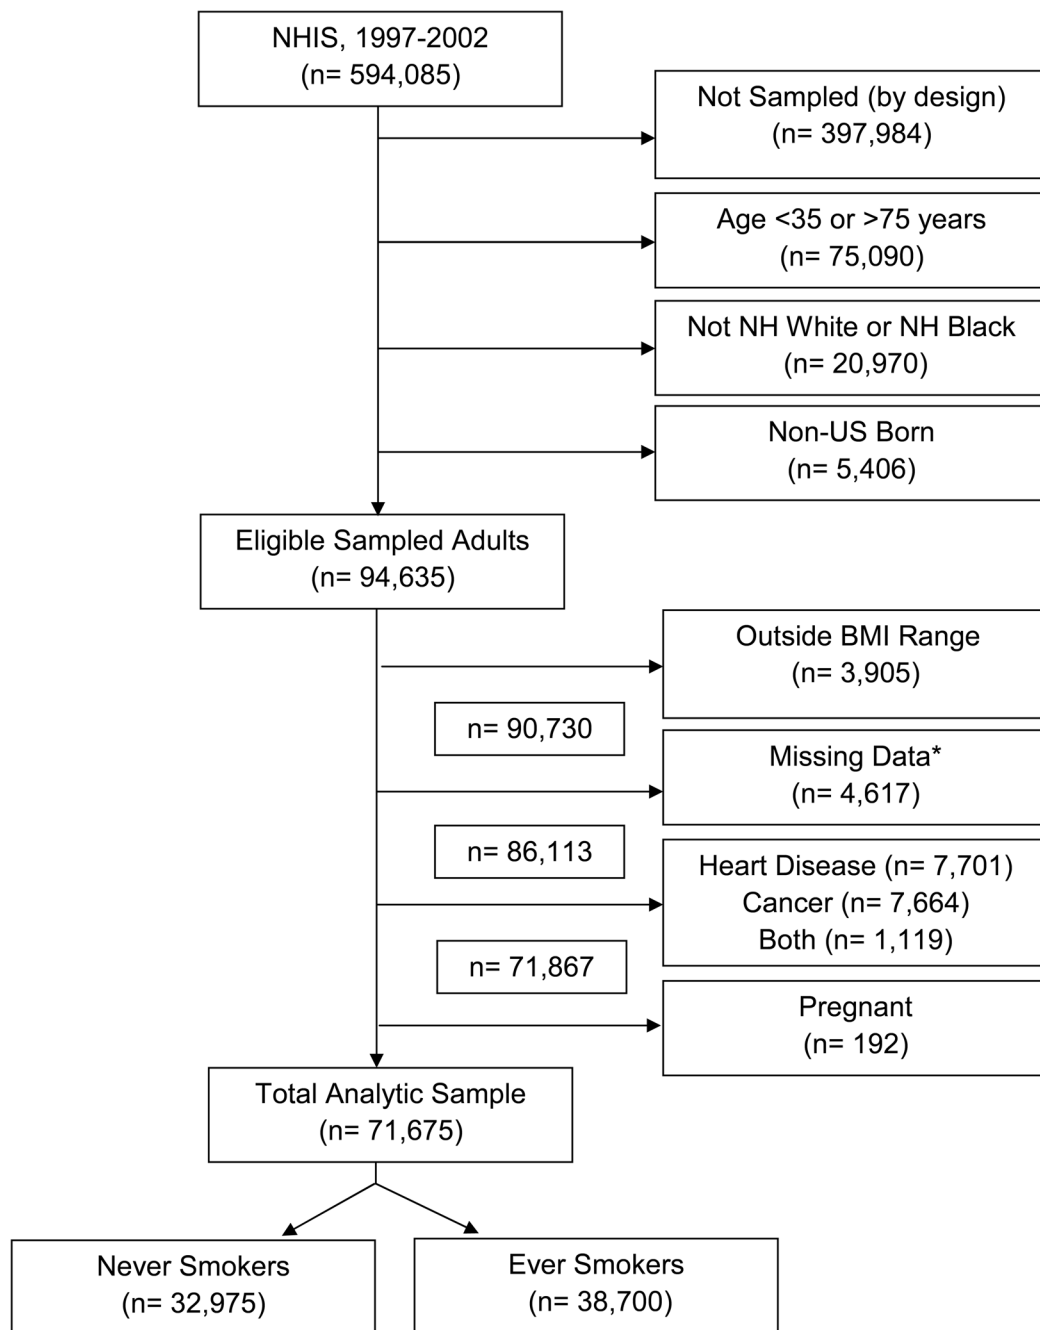 NHIS, 1997-2002
(n= 594,085)
Not Sampled (by design)
(n= 397,984)
Age <35 or >75 years
(n= 75,090)
Not NH White or NH Black
(n= 20,970)
Non-US Born
(n= 5,406)
Eligible Sampled Adults
(n= 94,635)
Outside BMI Range
(n= 3,905)
n= 90,730
Missing Data*
(n= 4,617)
n= 86,113
Heart Disease (n= 7,701)
Cancer (n= 7,664)
Both (n= 1,119)
n= 71,867
Pregnant
(n= 192)
Total Analytic Sample
(n= 71,675)
Never Smokers
(n= 32,975)
Ever Smokers
(n= 38,700)